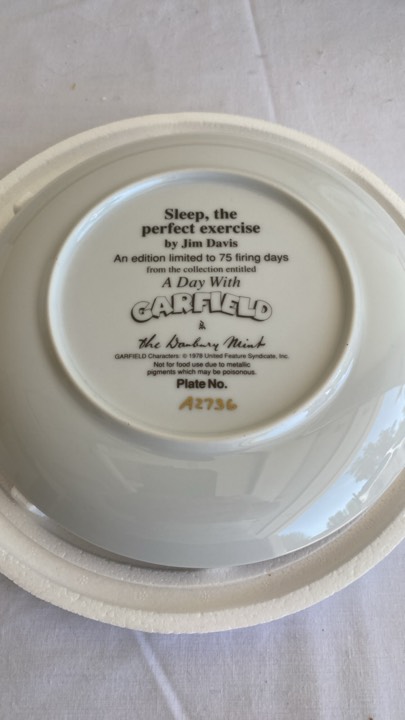 Sleep, the
perfect exercise
by Jim Davis
An edition limited to 75 firing days
from the collection entitled
A Day With
GARFIELD
&
the Danbury Mint
GARFIELD Characters: © 1978 United Feature Syndicate, Inc.
Not for food use due to metallic
pigments which may be poisonous.
Plate No.
A2736